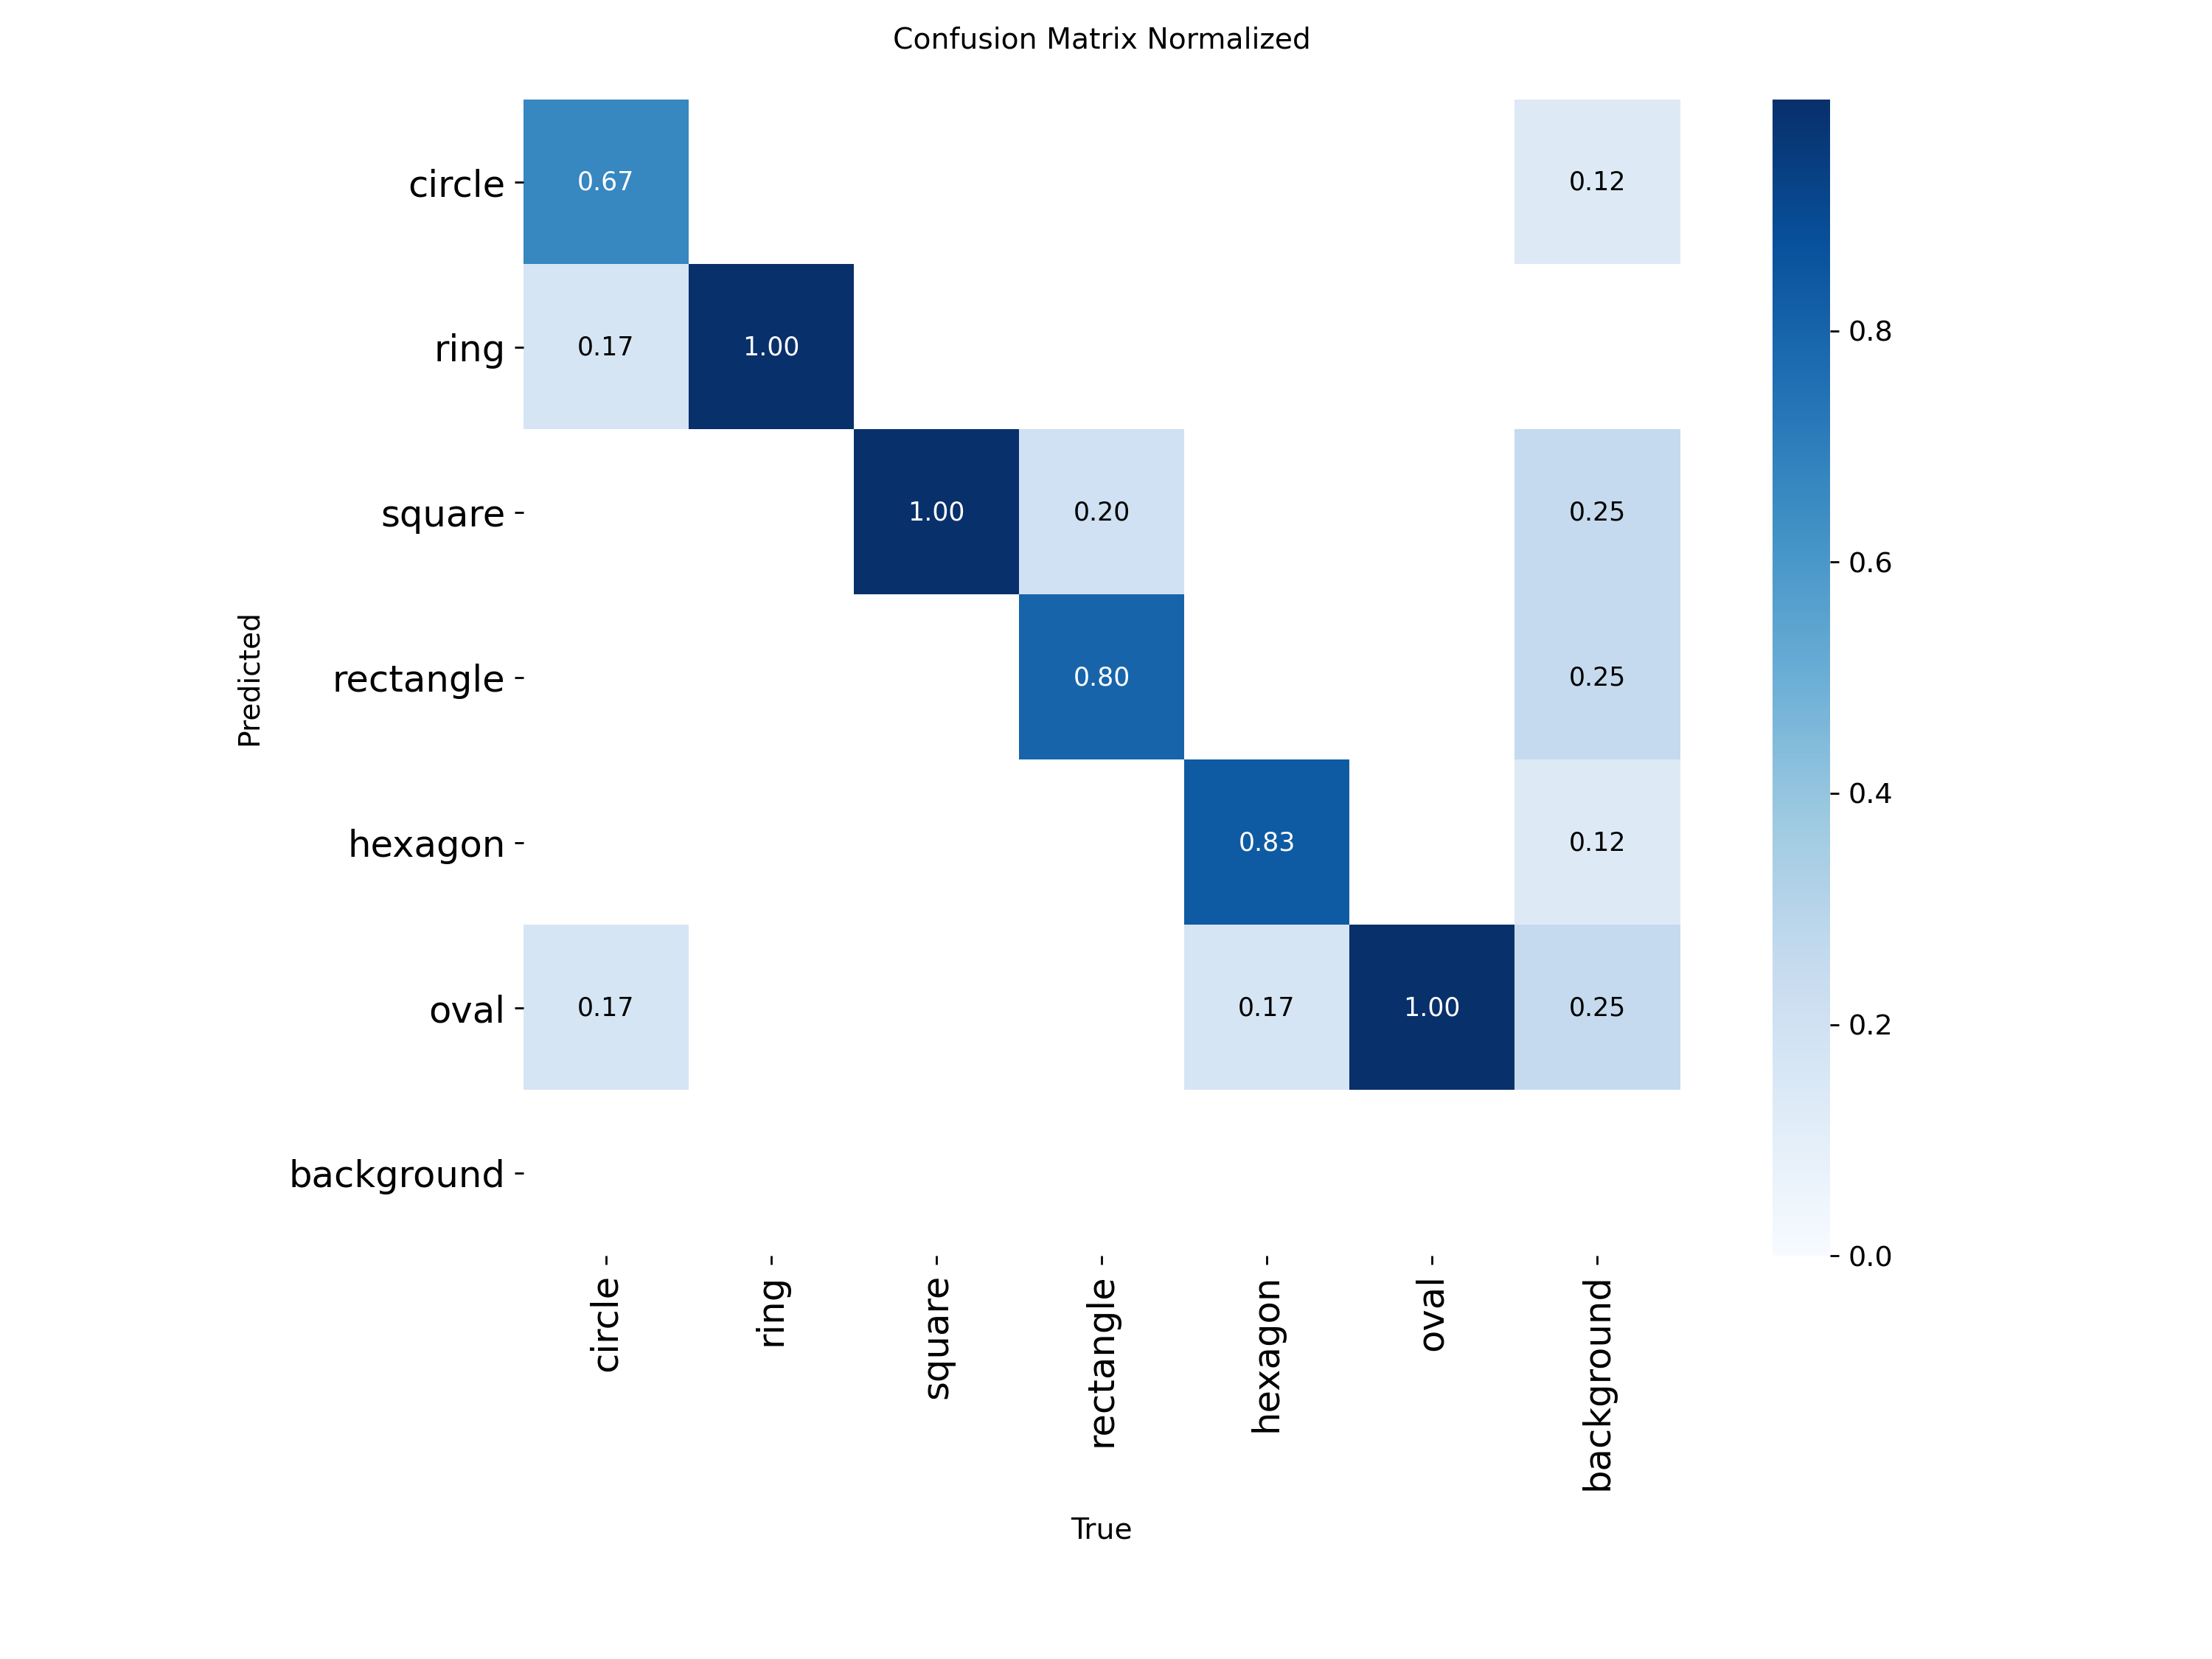 Confusion Matrix Normalized
circle
0.67
0.12
ring
0.17
1.00
square
1.00
0.20
0.25
rectangle
0.80
0.25
hexagon
0.83
0.12
oval
0.17
0.17
1.00
0.25
background
Predicted
circle
ring
square
rectangle
hexagon
oval
background
True
0.8
0.6
0.4
0.2
0.0